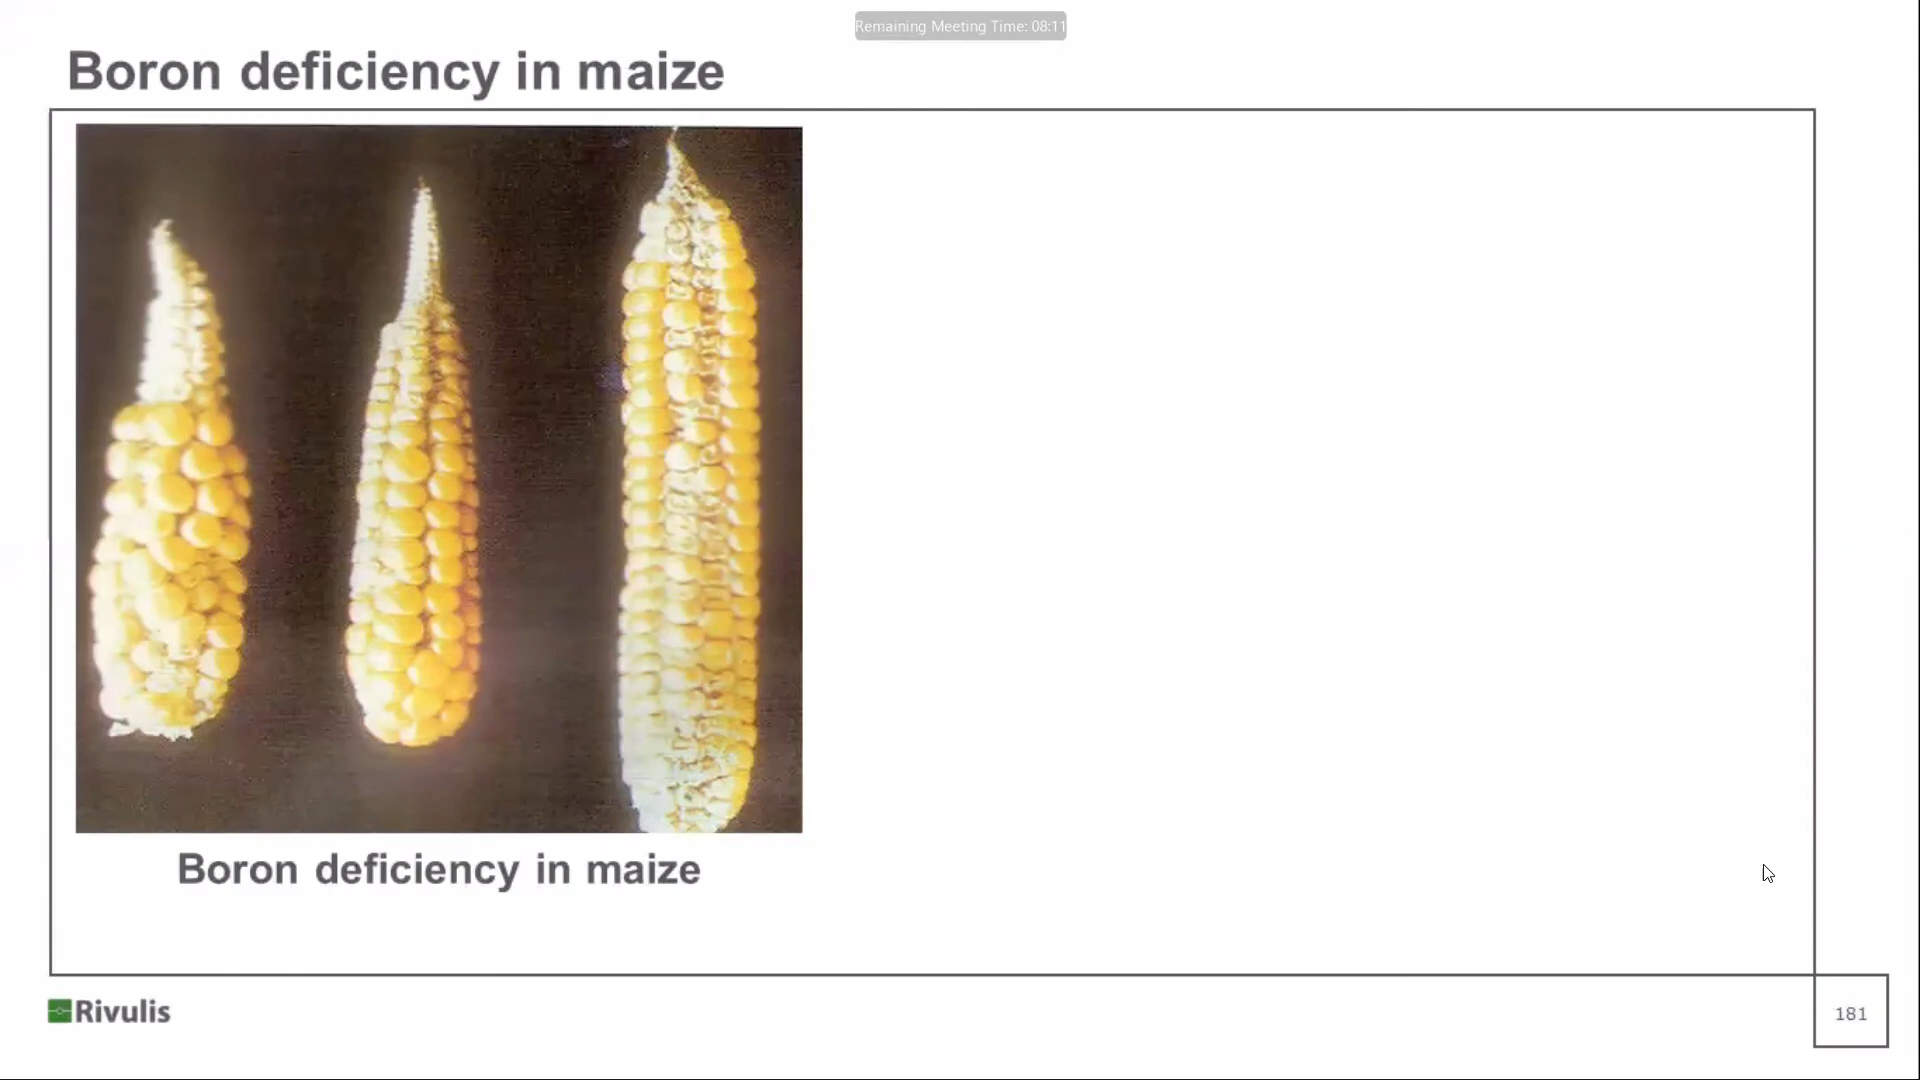 Remaining Meeting Time: 08:11
Boron deficiency in maize
Boron deficiency in maize
Rivulis
181